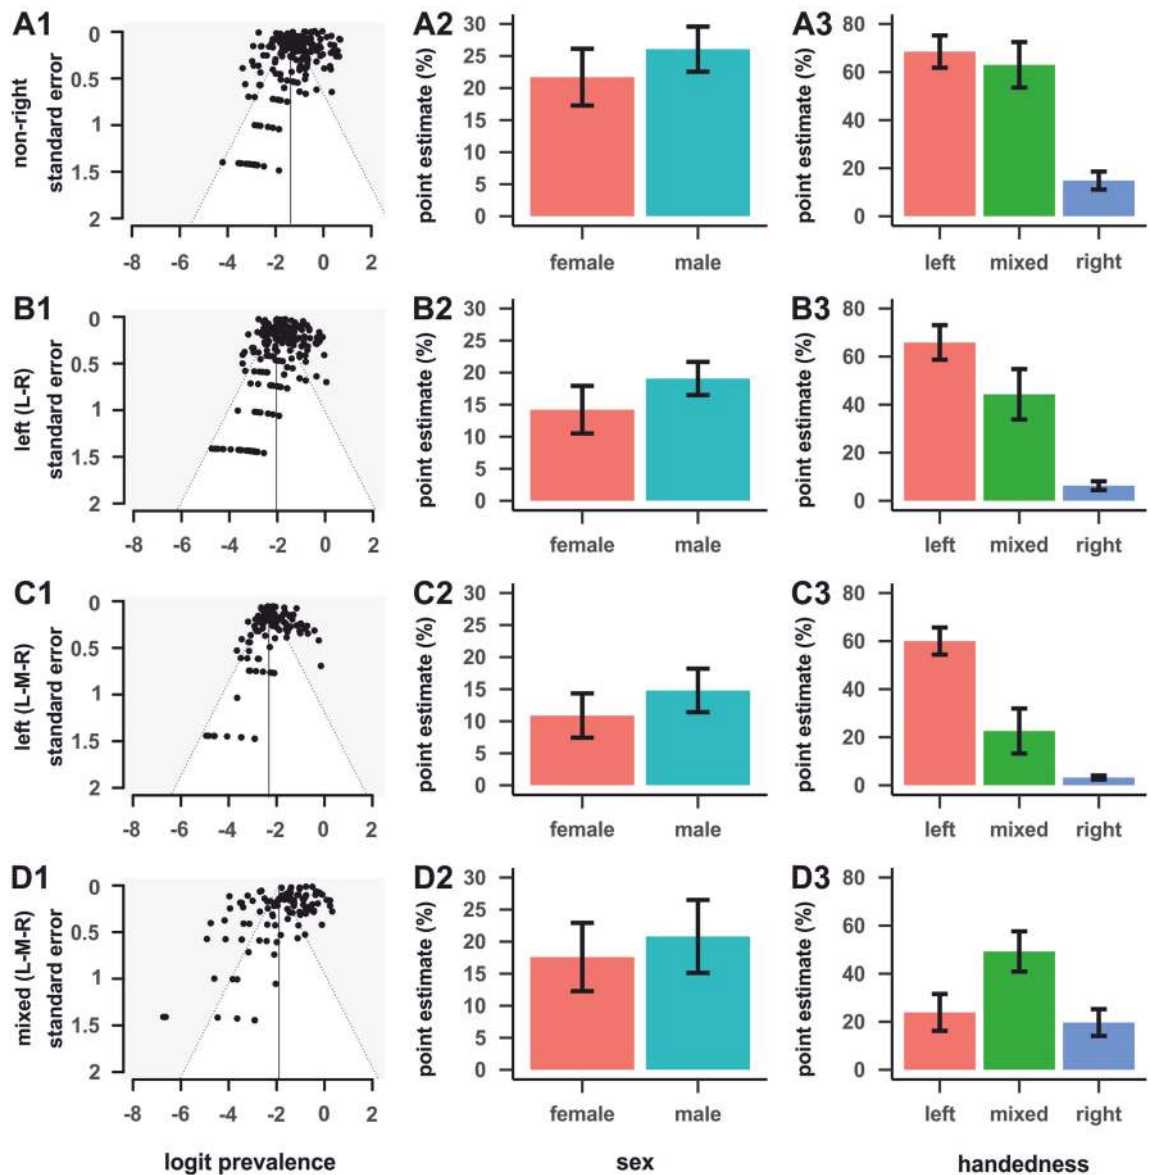 A1
non-right
standard error
0
0.5
1
1.5
2
-8 -6 -4 -2 0 2
A2
point estimate (%)
30
25
20
15
10
5
0
female male
A3
point estimate (%)
80
60
40
20
0
left mixed right
B1
left (L-R)
standard error
0
0.5
1
1.5
2
-8 -6 -4 -2 0 2
B2
point estimate (%)
30
25
20
15
10
5
0
female male
B3
point estimate (%)
80
60
40
20
0
left mixed right
C1
left (L-M-R)
standard error
0
0.5
1
1.5
2
-8 -6 -4 -2 0 2
C2
point estimate (%)
30
25
20
15
10
5
0
female male
C3
point estimate (%)
80
60
40
20
0
left mixed right
D1
mixed (L-M-R)
standard error
0
0.5
1
1.5
2
-8 -6 -4 -2 0 2
logit prevalence
D2
point estimate (%)
30
25
20
15
10
5
0
female male
sex
D3
point estimate (%)
80
60
40
20
0
left mixed right
handedness